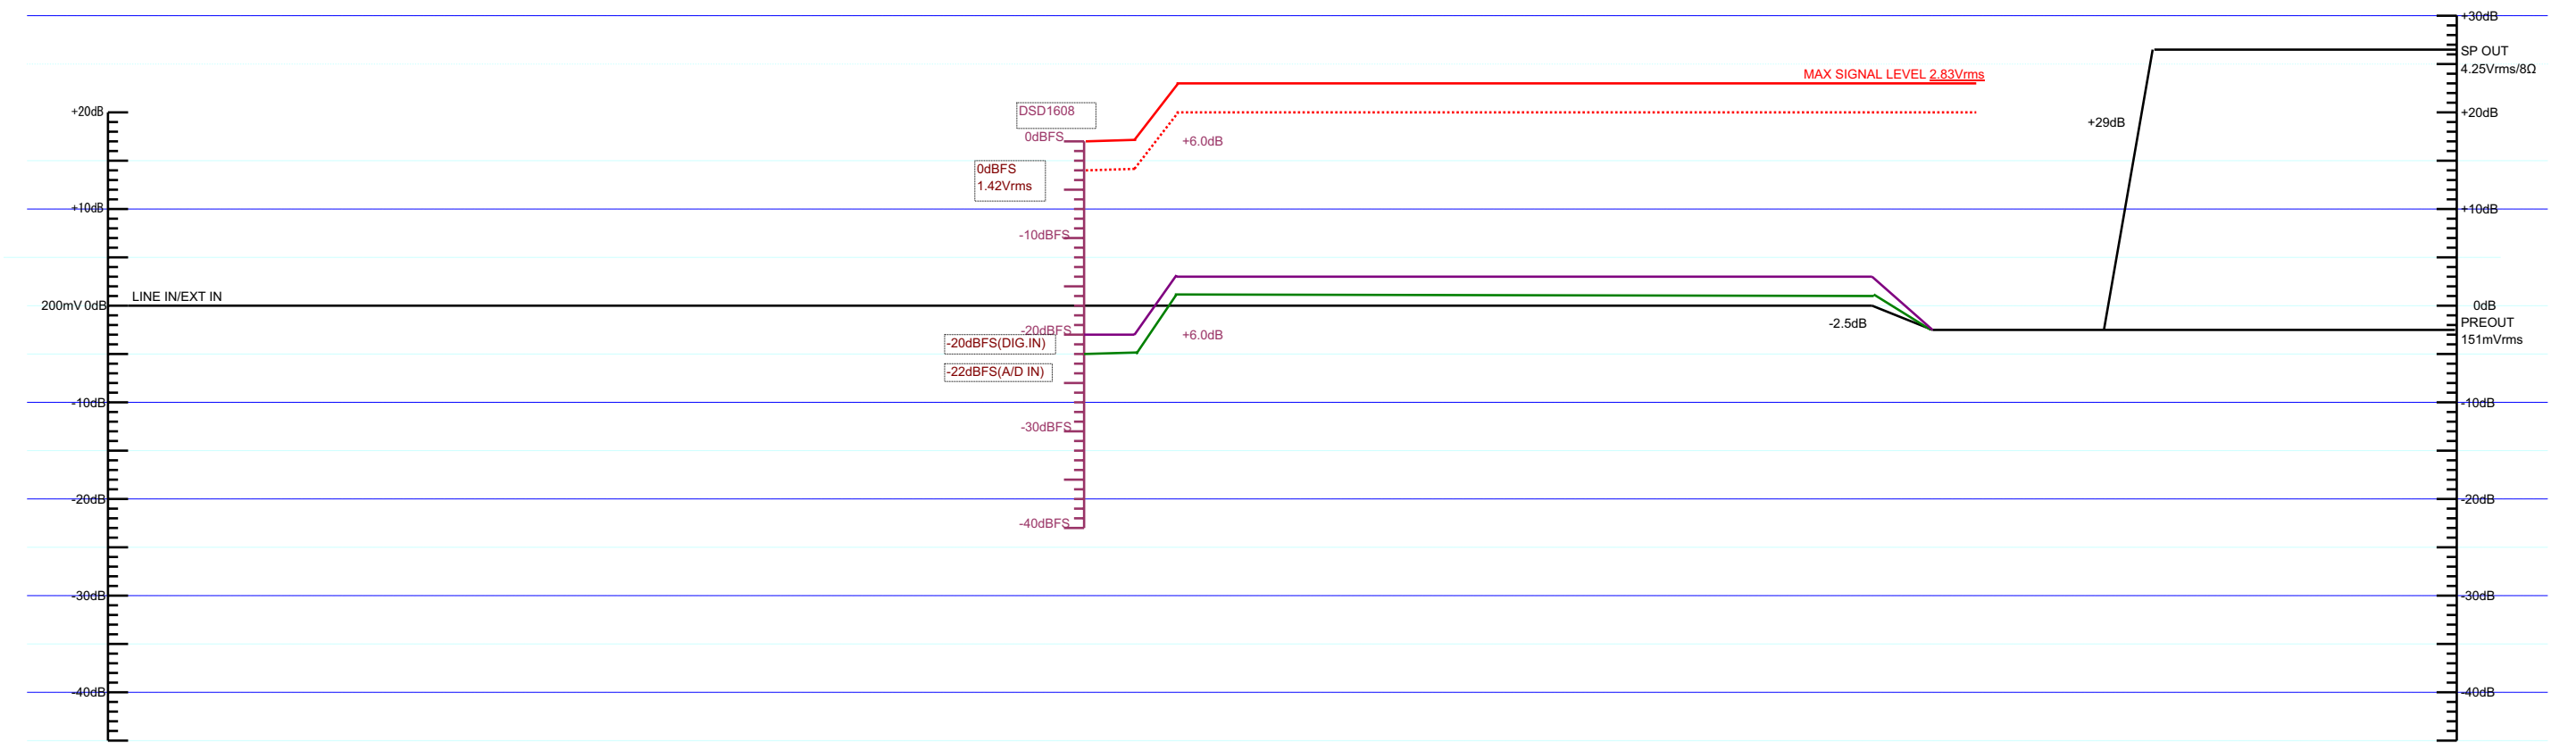 +30dB
SP OUT
4.25Vrms/8Ω
MAX SIGNAL LEVEL 2.83Vrms
+20dB
DSD1608
+20dB
+29dB
0dBFS
+6.0dB
0dBFS
1.42Vrms
+10dB
+10dB
-10dBFS
LINE IN/EXT IN
200mV 0dB
0dB
-20dBFS
+6.0dB
-2.5dB
PREOUT
151mVrms
-20dBFS(DIG.IN)
-22dBFS(A/D IN)
-10dB
-10dB
-30dBFS
-20dB
-20dB
-40dBFS
-30dB
-30dB
-40dB
-40dB